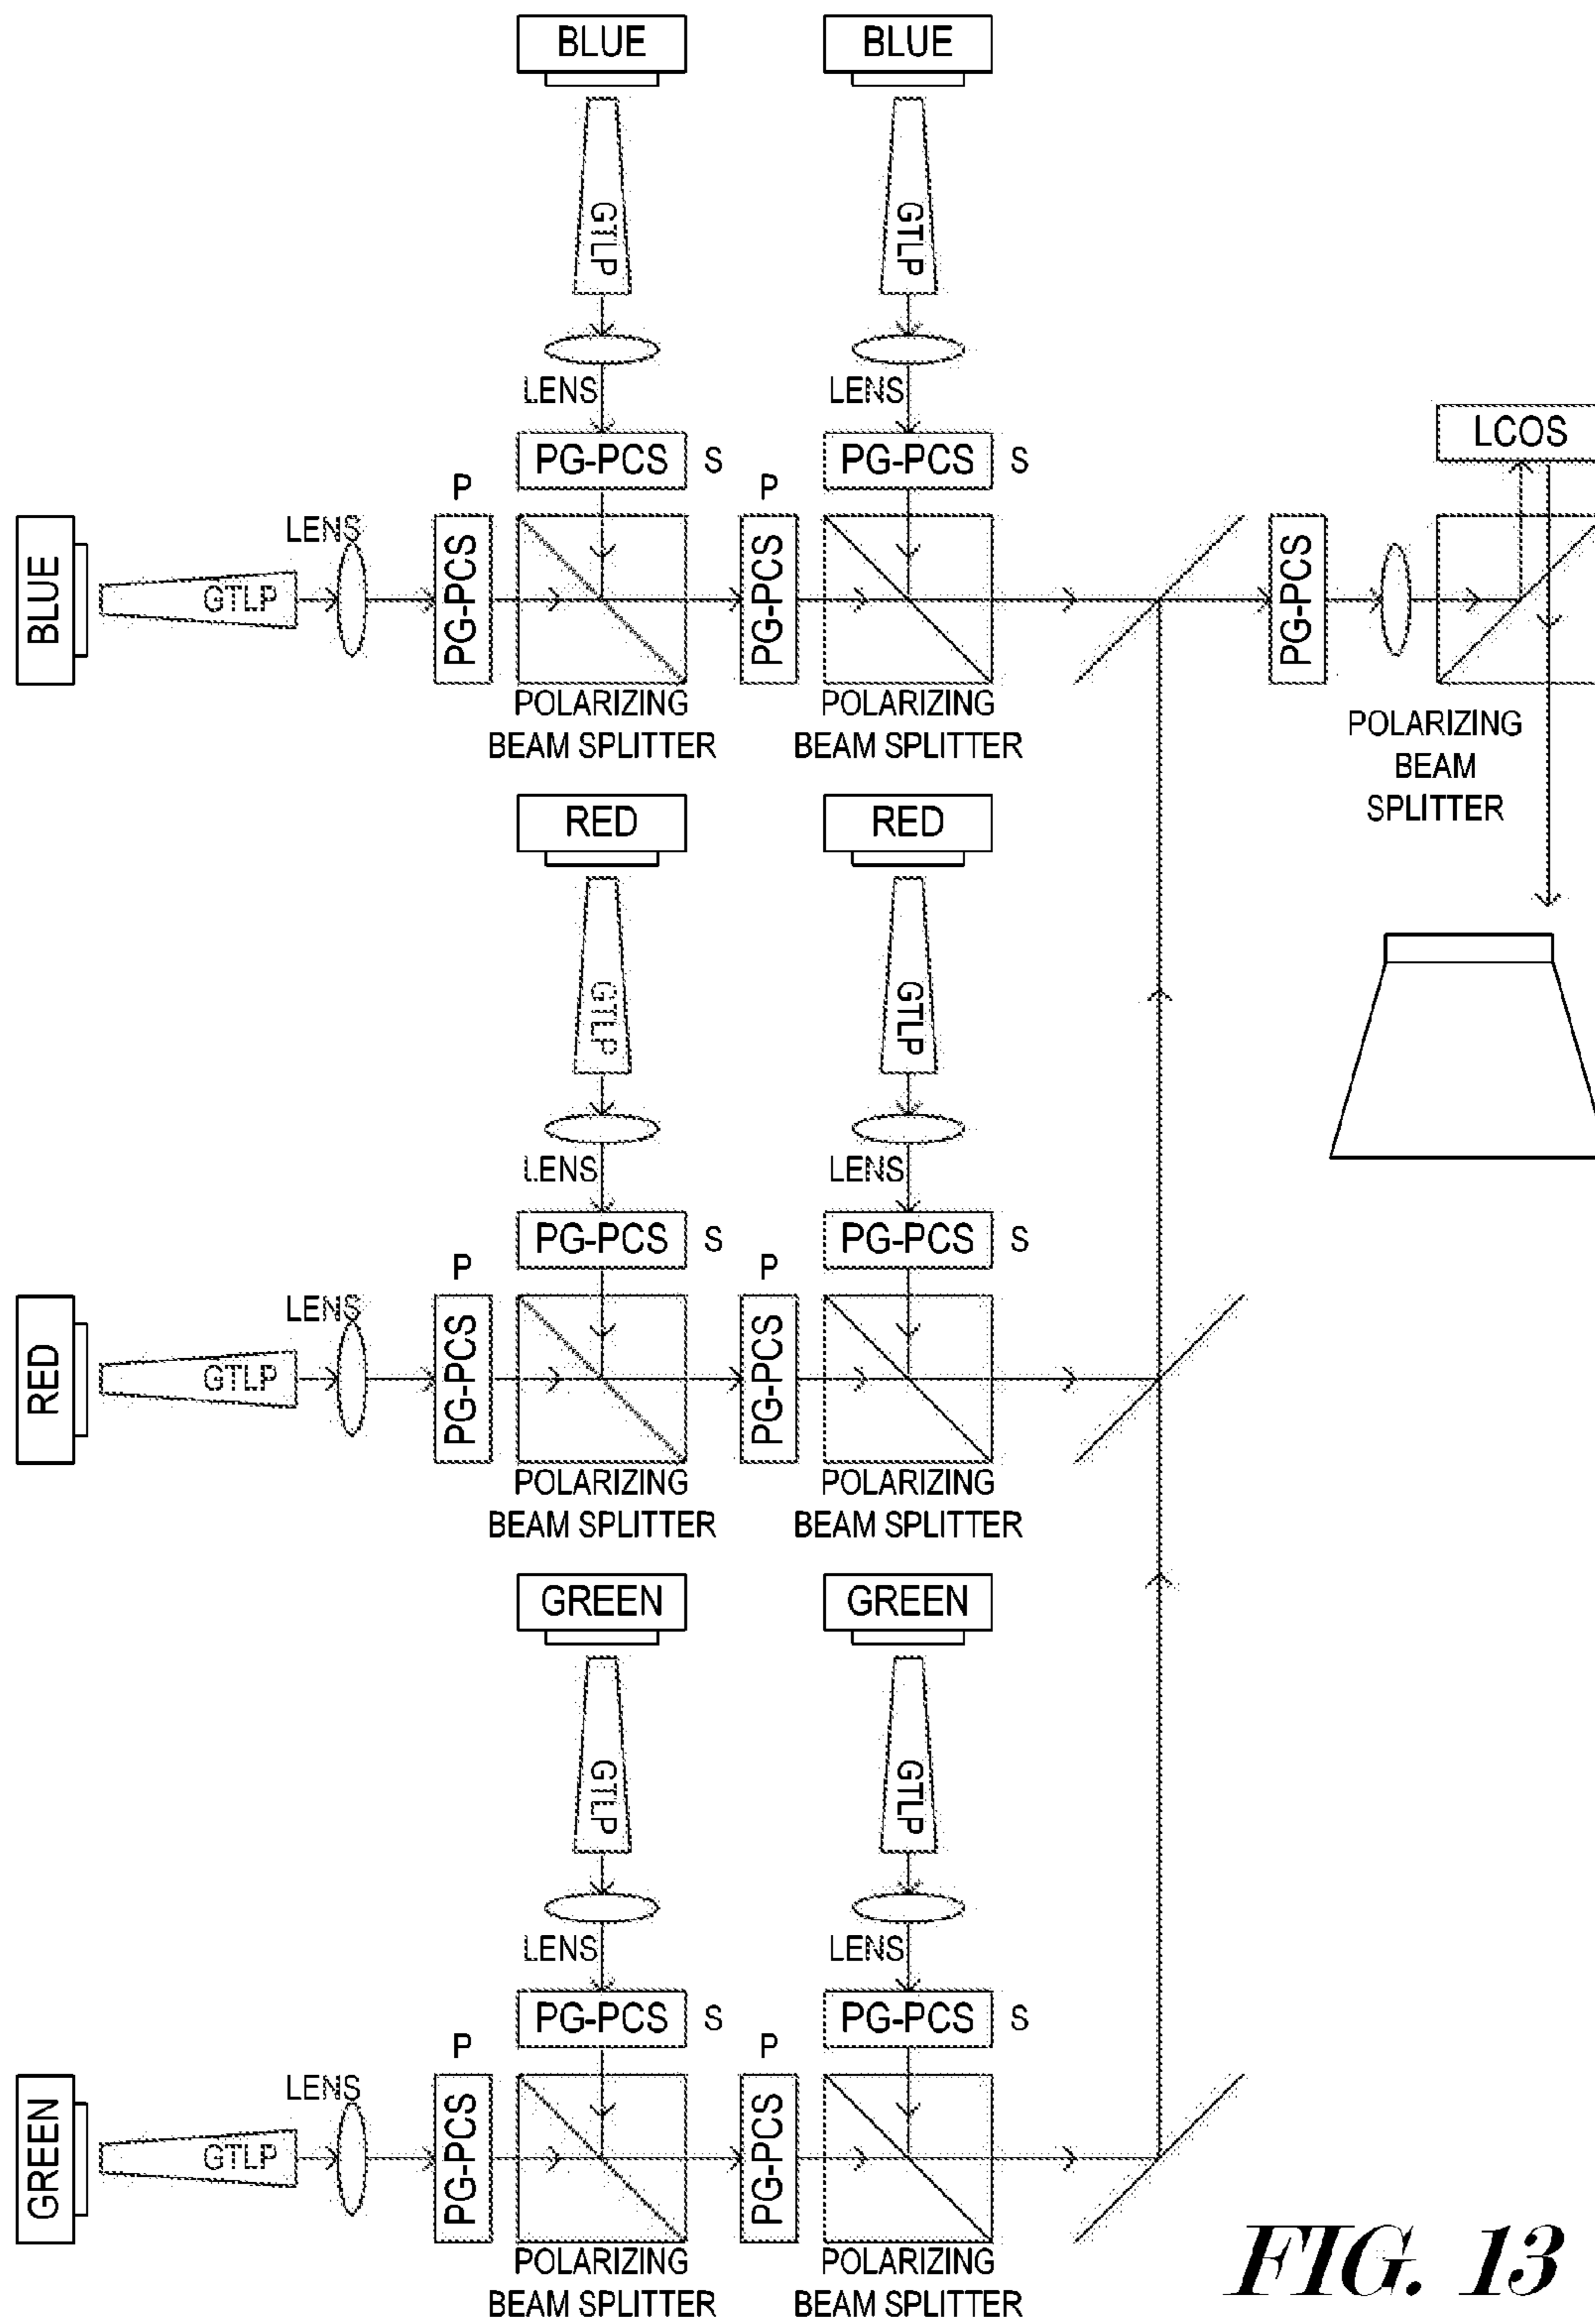 BLUE
BLUE
GTLP
GTLP
LENS
LENS
LCOS
PG-PCS
S
PG-PCS
S
P
P
LENS
BLUE
GTLP
PG-PCS
PG-PCS
PG-PCS
POLARIZING
BEAM SPLITTER
POLARIZING
BEAM SPLITTER
POLARIZING
BEAM
SPLITTER
RED
RED
GTLP
GTLP
LENS
LENS
PG-PCS
S
PG-PCS
S
P
P
LENS
RED
GTLP
PG-PCS
PG-PCS
POLARIZING
BEAM SPLITTER
POLARIZING
BEAM SPLITTER
GREEN
GREEN
GTLP
GTLP
LENS
LENS
PG-PCS
S
PG-PCS
S
P
P
LENS
GREEN
GTLP
PG-PCS
PG-PCS
POLARIZING
BEAM SPLITTER
POLARIZING
BEAM SPLITTER
FIG. 13